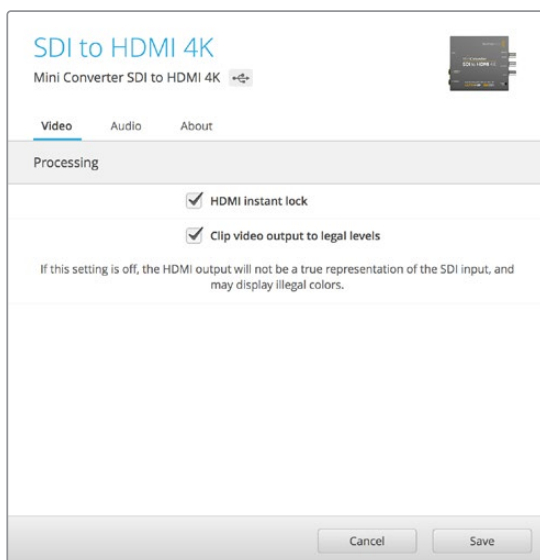 SDI to HDMI 4K
Mini Converter SDI to HDMI 4K
Video Audio About
Processing
HDMI instant lock
Clip video output to legal levels
If this setting is off, the HDMI output will not be a true representation of the SDI input, and
may display illegal colors.
Cancel Save